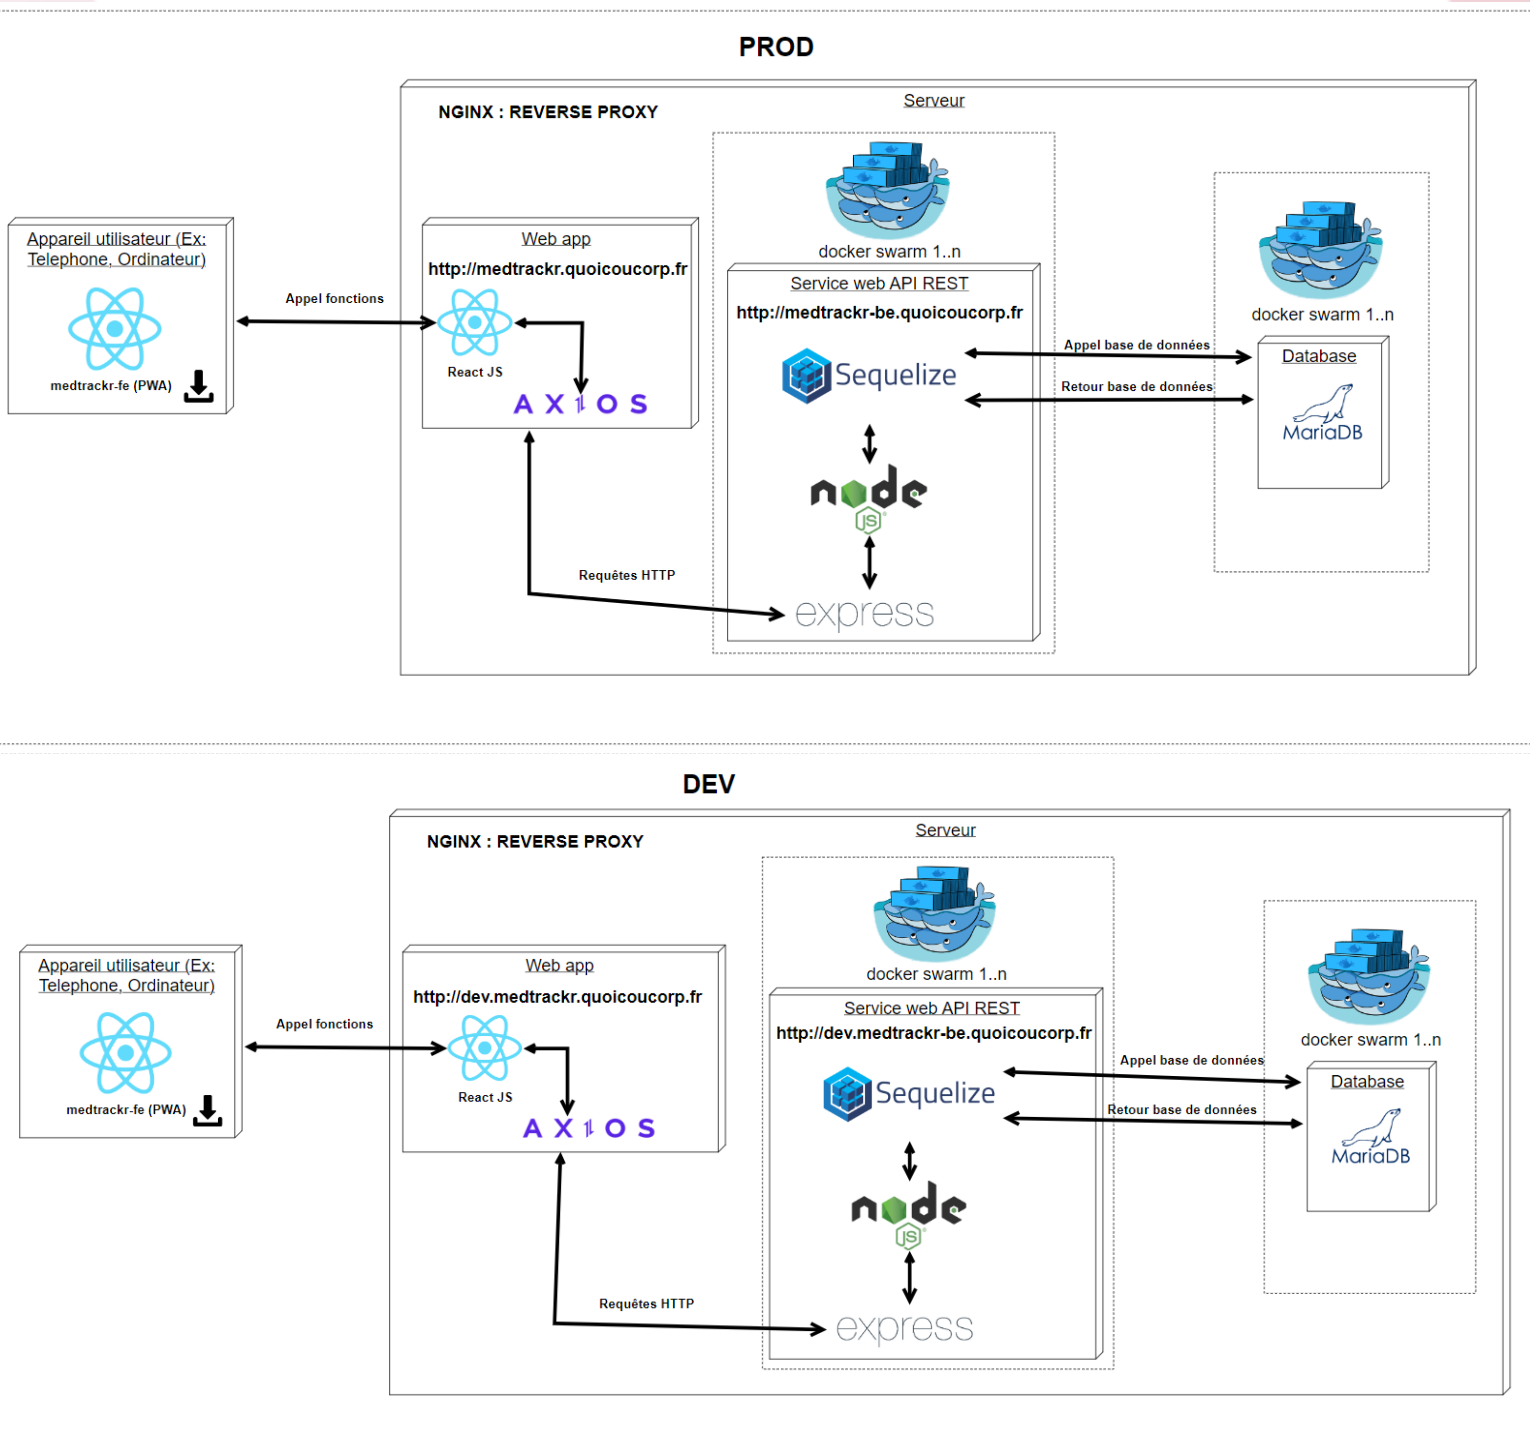 PROD
Serveur
NGINX : REVERSE PROXY
docker swarm 1..n
docker swarm 1..n
Appareil utilisateur (Ex:
Telephone, Ordinateur)
medtrackr-fe (PWA)
Appel fonctions
Web app
http://medtrackr.quoicoucorp.fr
React JS
AXIOS
Requêtes HTTP
Service web API REST
http://medtrackr-be.quoicoucorp.fr
Sequelize
node
JS
express
Appel base de données
Retour base de données
Database
MariaDB
DEV
Serveur
NGINX : REVERSE PROXY
docker swarm 1..n
docker swarm 1..n
Appareil utilisateur (Ex:
Telephone, Ordinateur)
medtrackr-fe (PWA)
Appel fonctions
Web app
http://dev.medtrackr.quoicoucorp.fr
React JS
AXIOS
Requêtes HTTP
Service web API REST
http://dev.medtrackr-be.quoicoucorp.fr
Sequelize
node
JS
express
Appel base de données
Retour base de données
Database
MariaDB